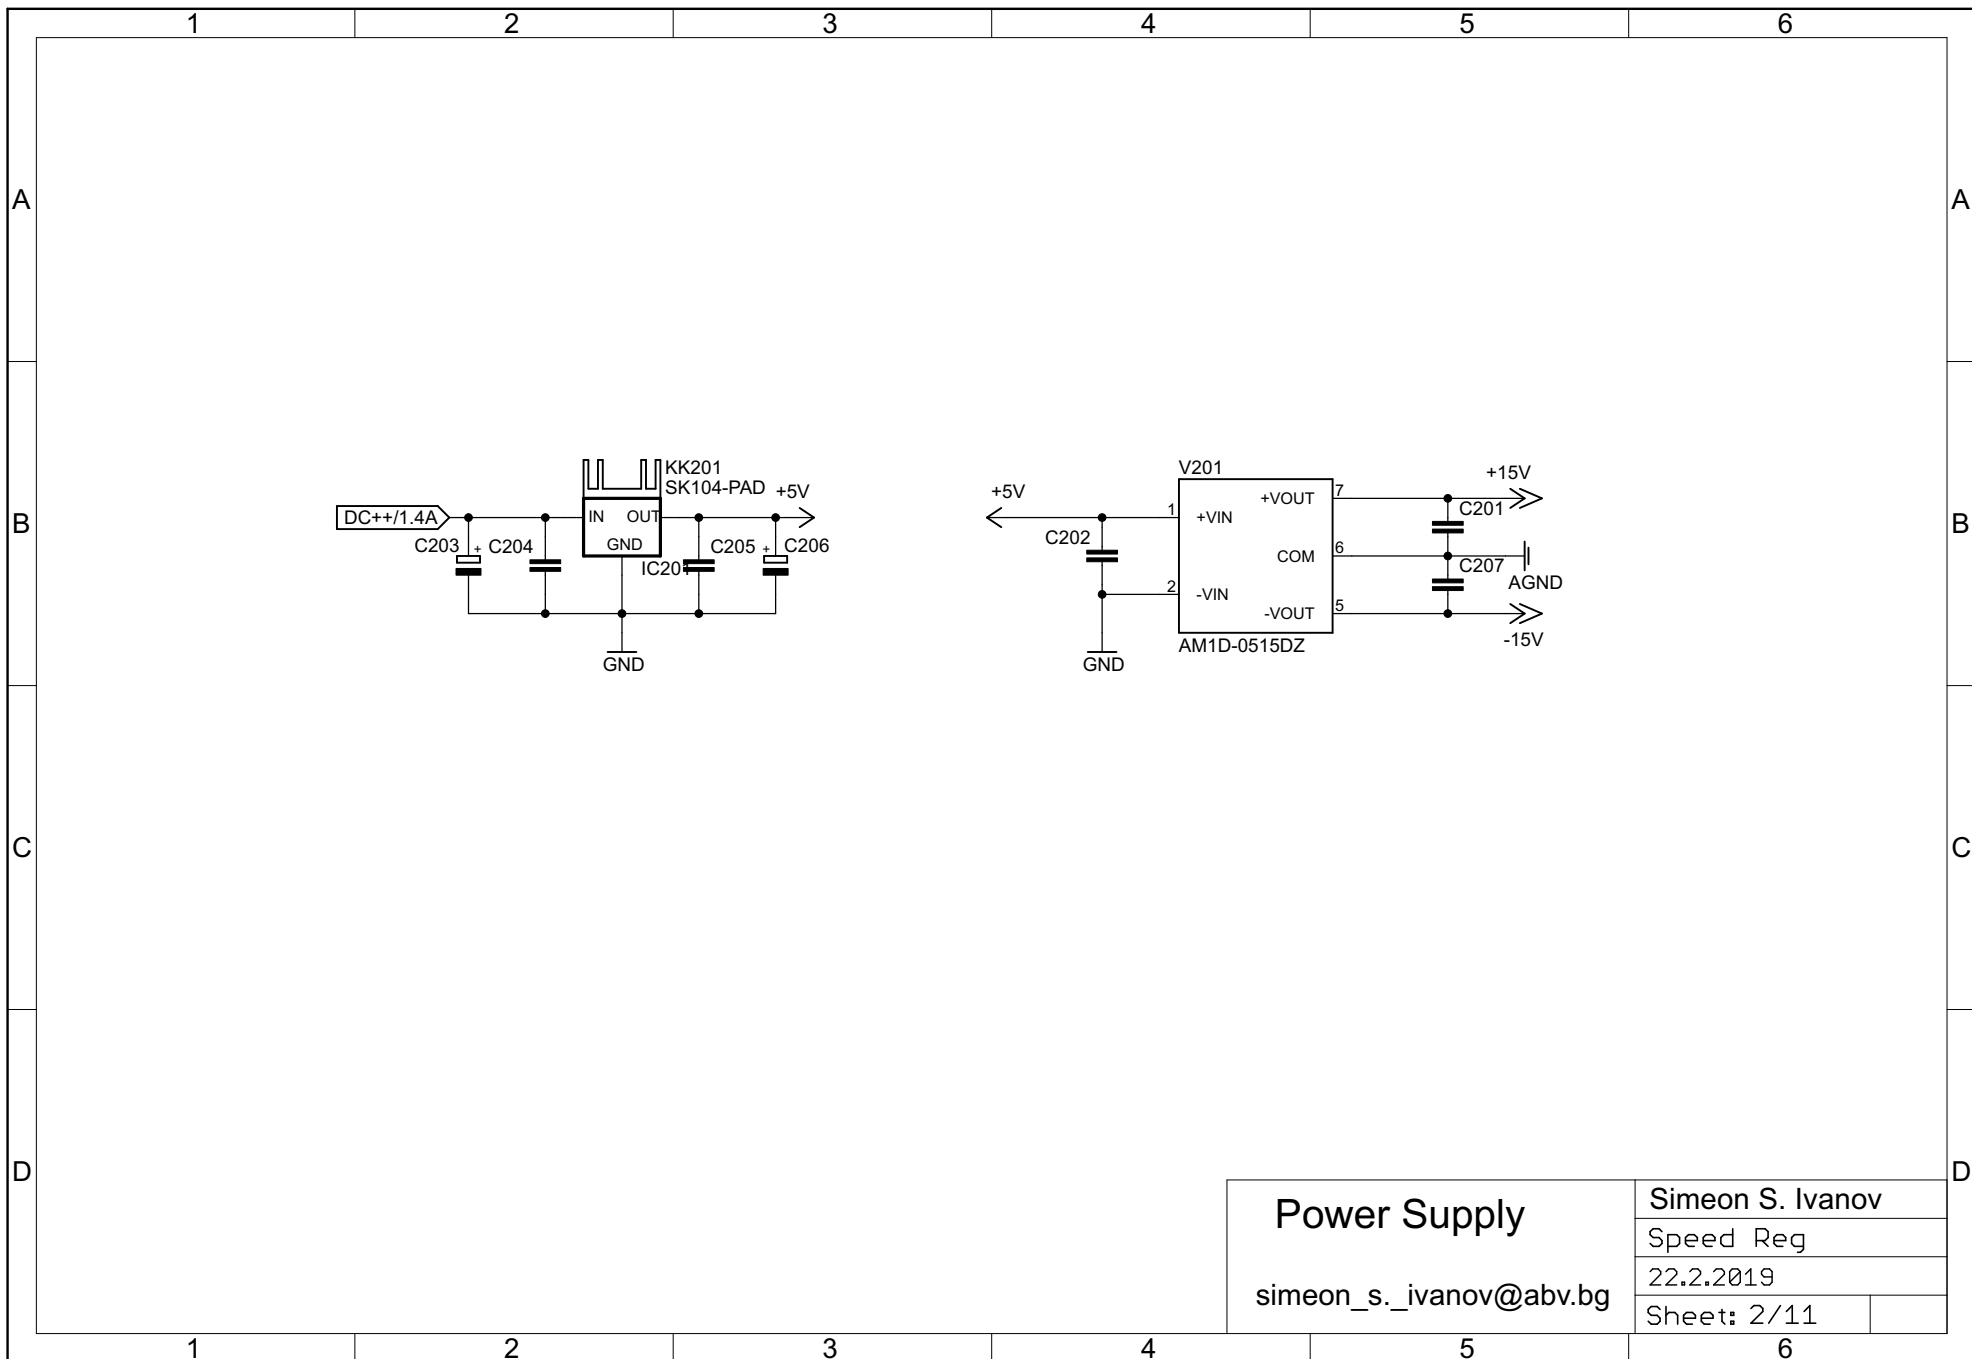 1 2 3 4 5 6
A A
KK201
SK104-PAD
+5V
DC++/1.4A
IN OUT
GND
C203 + C204
IC201
C205 + C206
GND
B B
+5V
V201
+15V
1 +VIN
+VOUT 7
C201
C202
COM 6
C207
AGND
2 -VIN
-VOUT 5
-15V
AM1D-0515DZ
GND
C C
D D
Power Supply
simeon_s._ivanov@abv.bg
Simeon S. Ivanov
Speed Reg
22.2.2019
Sheet: 2/11
1 2 3 4 5 6